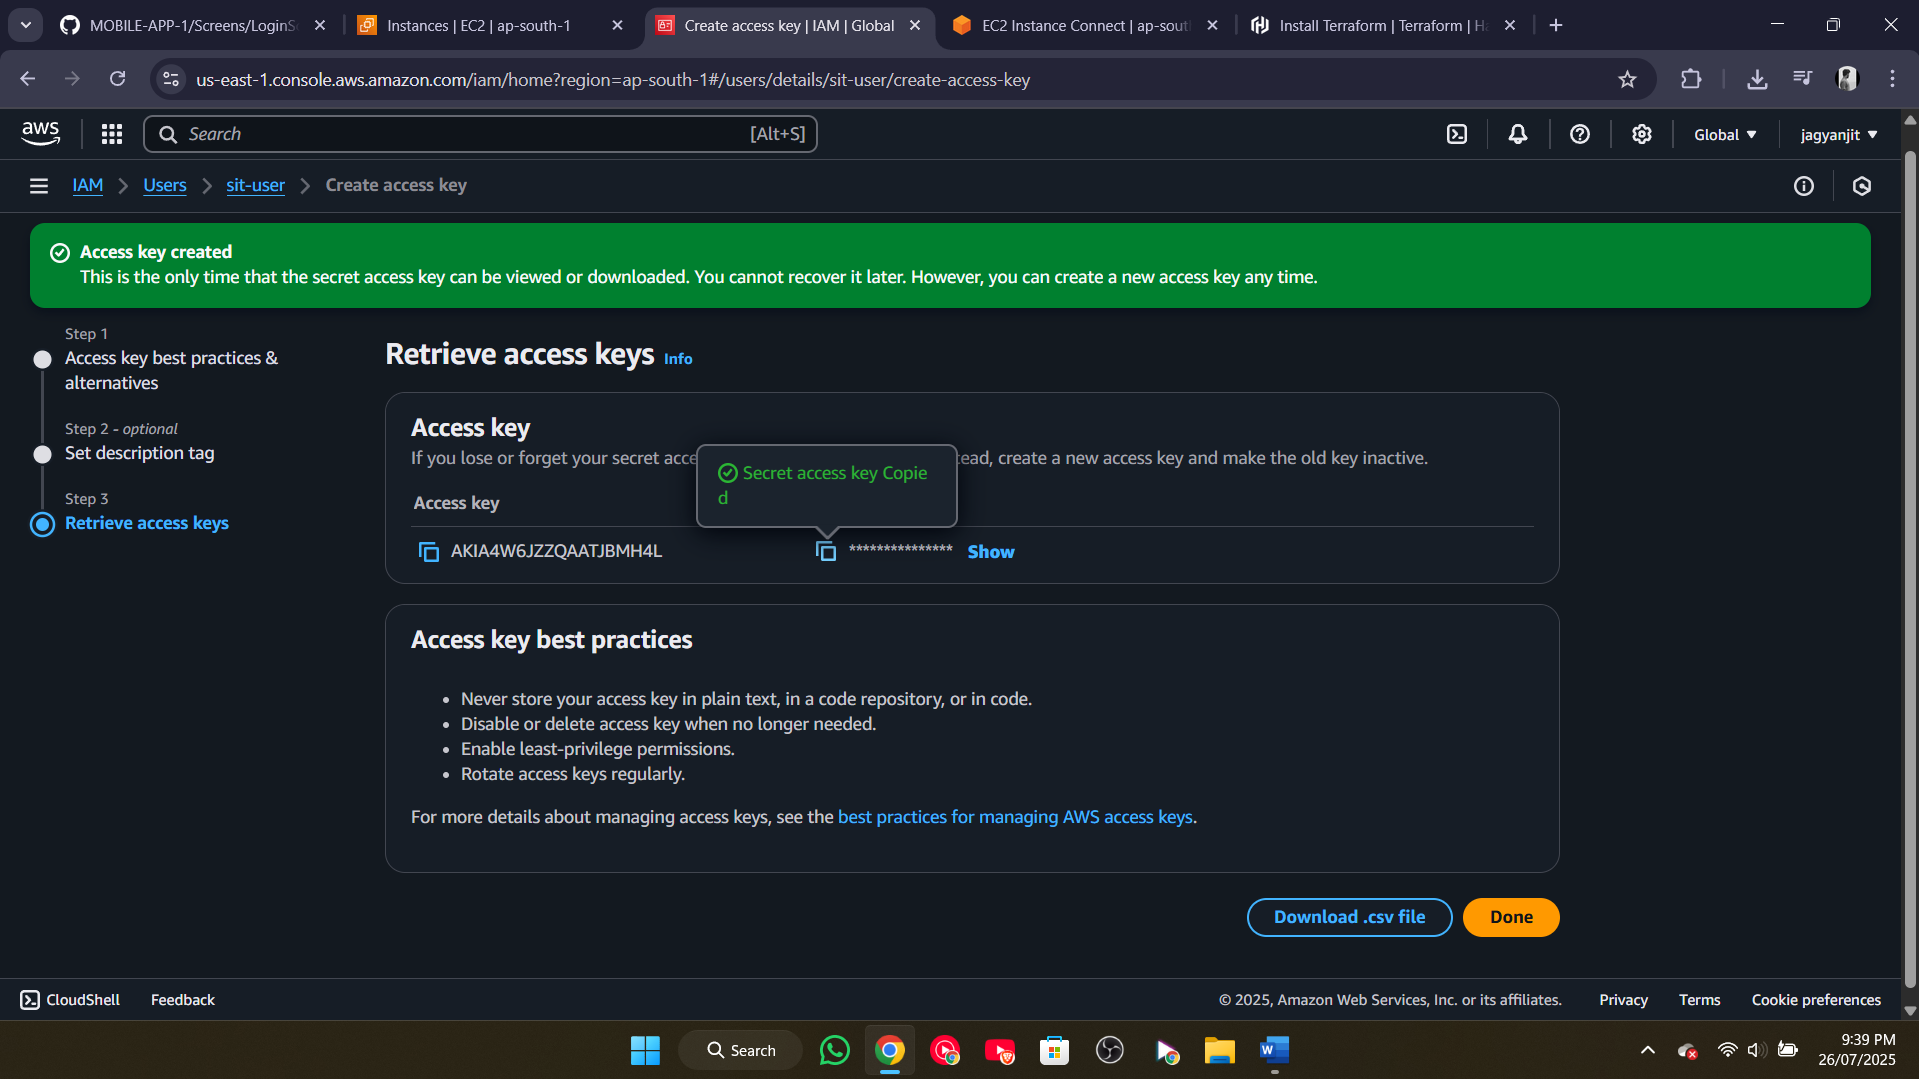 MOBILE-APP-1/Screens/LoginSc
Instances | EC2 | ap-south-1
Create access key | IAM | Global
EC2 Instance Connect | ap-sout
Install Terraform | Terraform | Ha
us-east-1.console.aws.amazon.com/iam/home?region=ap-south-1#/users/details/sit-user/create-access-key
aws
Search
[Alt+S]
Global
jagyanjit
IAM
Users
sit-user
Create access key
Access key created
This is the only time that the secret access key can be viewed or downloaded. You cannot recover it later. However, you can create a new access key any time.
Step 1
Access key best practices &
alternatives
Step 2 - optional
Set description tag
Step 3
Retrieve access keys
Retrieve access keys Info
Access key
If you lose or forget your secret acce
tead, create a new access key and make the old key inactive.
Secret access key Copie
d
Access key
AKIA4W6JZZQAATJBMH4L
*************** Show
Access key best practices
• Never store your access key in plain text, in a code repository, or in code.
• Disable or delete access key when no longer needed.
• Enable least-privilege permissions.
• Rotate access keys regularly.
For more details about managing access keys, see the best practices for managing AWS access keys.
Download .csv file
Done
CloudShell
Feedback
© 2025, Amazon Web Services, Inc. or its affiliates.
Privacy
Terms
Cookie preferences
Search
9:39 PM
26/07/2025